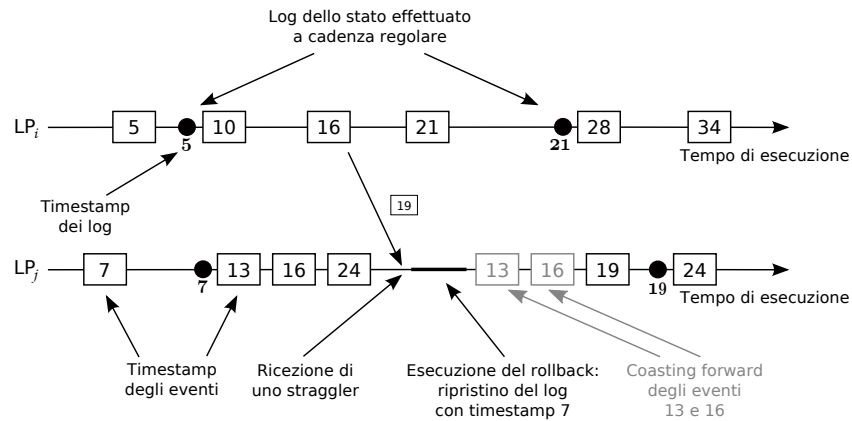 Log dello stato effettuato
a cadenza regolare
LPi 5 10 16 21 28 34
5 21
Tempo di esecuzione
Timestamp
dei log
19
LPj 7 13 16 24 13 16 19 24
7 19
Tempo di esecuzione
Timestamp
degli eventi
Ricezione di
uno straggler
Esecuzione del rollback:
ripristino del log
con timestamp 7
Coasting forward
degli eventi
13 e 16